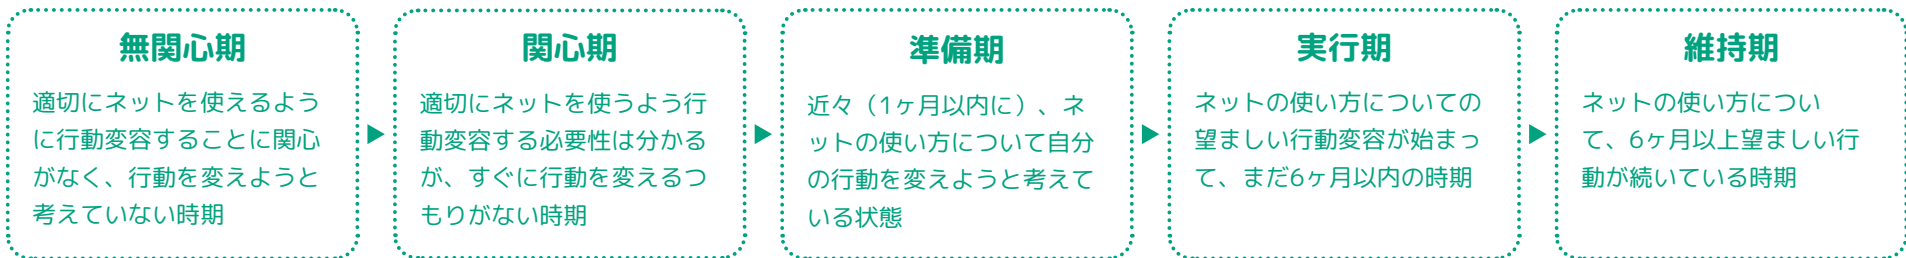 無関心期
適切にネットを使えるよう
に行動変容することに関心
がなく、行動を変えようと
考えていない時期
関心期
適切にネットを使うよう行
動変容する必要性は分かる
が、すぐに行動を変えるつ
もりがない時期
準備期
近々（1ヶ月以内に）、ネ
ットの使い方について自分
の行動を変えようと考えて
いる状態
実行期
ネットの使い方についての
望ましい行動変容が始まっ
て、まだ6ヶ月以内の時期
維持期
ネットの使い方につい
て、6ヶ月以上望ましい行
動が続いている時期